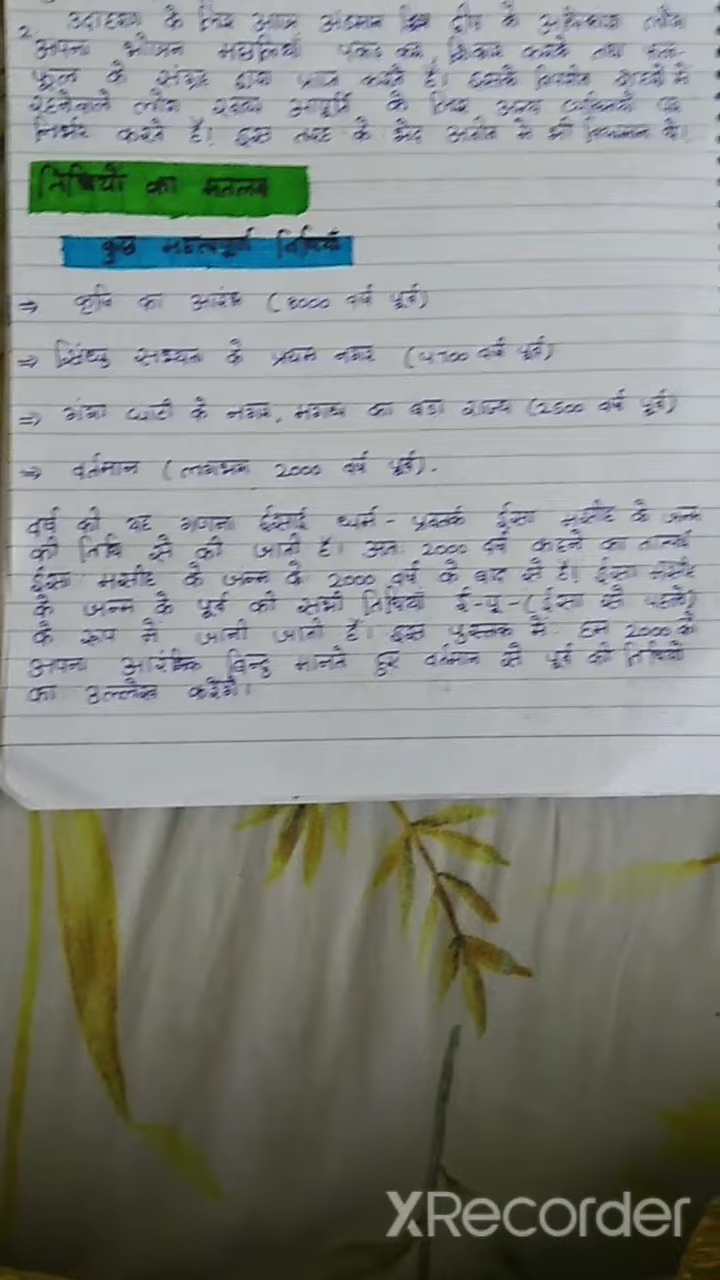 2. उदाहरण के लिए आज अंडमान द्वीप के अधिकांश लोग
अपना भोजन मछलियाँ पकड़ कर, शिकार करके तथा फल-
फूल के संग्रह द्वारा प्राप्त करते हैं। इसके विपरीत शहरों में
रहनेवाले लोग खाद्य आपूर्ति के लिए अन्य व्यक्तियों पर
निर्भर करते हैं। इस तरह के भेद अतीत में भी विद्यमान थे।
तिथियों का मतलब
कुछ महत्वपूर्ण तिथियाँ
⇒ कृषि का आरंभ (8000 वर्ष पूर्व)
⇒ सिंधु सभ्यता के प्रथम नगर (4700 वर्ष पूर्व)
⇒ गंगा घाटी के नगर, मगध का बड़ा राज्य (2500 वर्ष पूर्व)
⇒ वर्तमान (लगभग 2000 वर्ष पूर्व).
वर्ष की यह गणना ईसाई धर्म-प्रवर्तक ईसा मसीह के जन्म
की तिथि से की जाती है। अतः 2000 वर्ष कहने का तात्पर्य
ईसा मसीह के जन्म के 2000 वर्ष के बाद से है। ईसा मसीह
के जन्म के पूर्व की सभी तिथियाँ ई-पू-(ईसा से पहले)
के रूप में जानी जाती हैं। इस पुस्तक में हम 2000 को
अपना आरंभिक बिन्दु मानते हुए वर्तमान से पूर्व की तिथियों
का उल्लेख करेंगे।
XRecorder